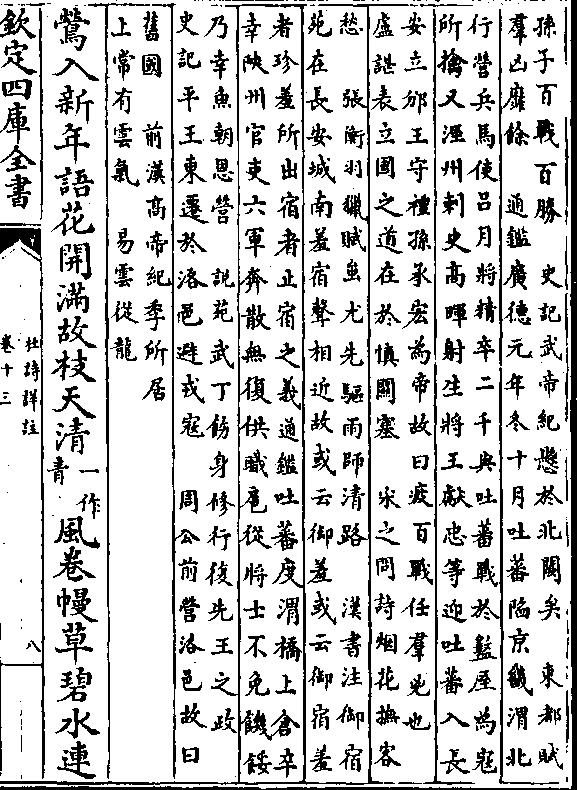 孫子百戰百勝　史記武帝紀懸於北闕矣　東都賦
羣凶靡餘　通鑑廣德元年冬十月吐蕃陷京畿渭北
行營兵馬使吕月將精卒二千與吐蕃戰於盩厔為寇
所擒又涇州刺史高暉射生將王獻忠等迎吐蕃入長
安立邠王守禮孫承宏為帝故曰疲百戰任羣兇也
盧諶表立國之道在於慎關塞　宋之問詩烟花撫客
愁　張衡羽獵賦蚩尤先驅雨師清路　漢書注御宿
苑在長安城南羞宿聲相近故或云御羞或云御宿羞
者珍羞所出宿者止宿之義通鑑吐蕃度渭橋上倉卒
幸陜州官吏六軍奔散無復供職扈從將士不免饑餒
乃幸魚朝恩營　說苑武丁飭身修行復先王之政
史記平王東遷於洛邑避戎寇　周公前營洛邑故曰
舊國　前漢高帝紀季所居
上常有雲氣　易雲從龍
鶯入新年語花開滿故枝天清一作青風卷幔草碧水連
欽定四庫全書
杜詩詳註
卷十三
八